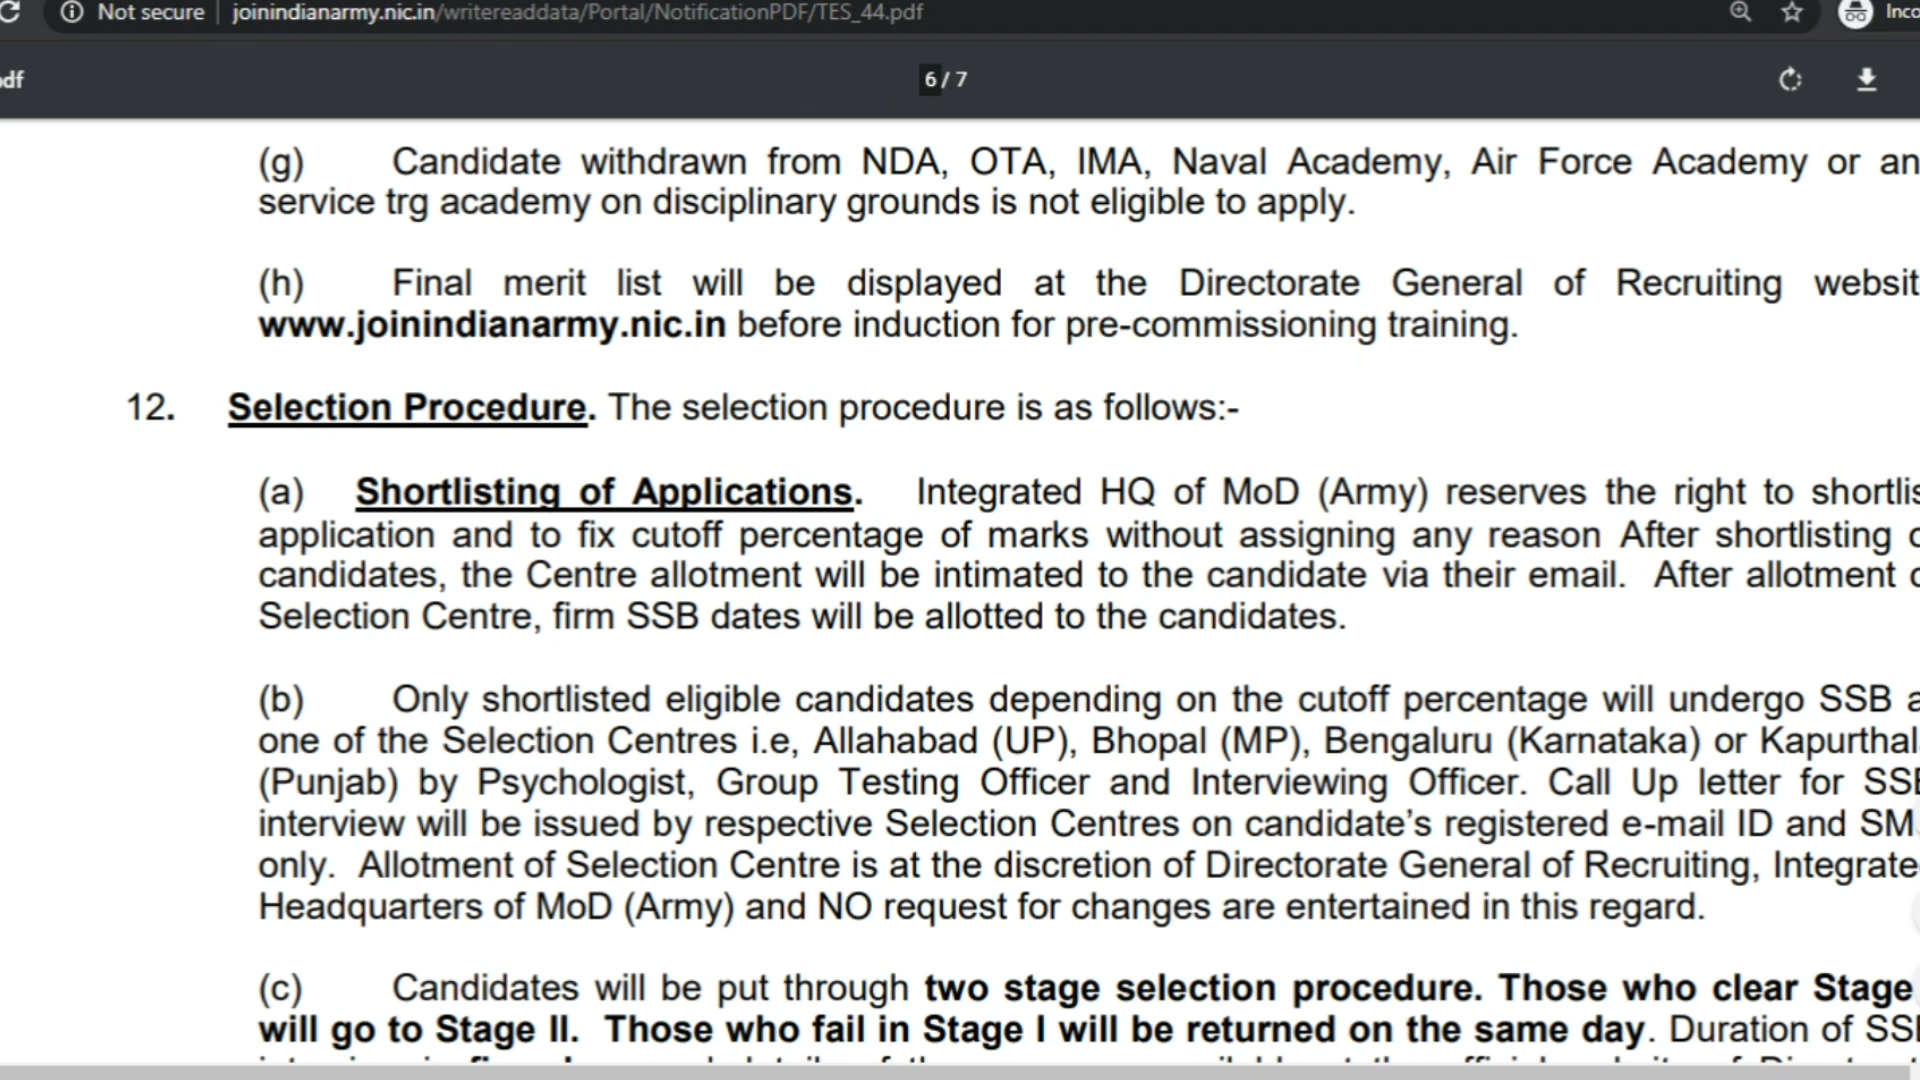 Not secure joinindianarmy.nic.in/writereaddata/Portal/NotificationPDF/TES_44.pdf
6 / 7
(g) Candidate withdrawn from NDA, OTA, IMA, Naval Academy, Air Force Academy or
service trg academy on disciplinary grounds is not eligible to apply.
(h) Final merit list will be displayed at the Directorate General of Recruiting
www.joinindianarmy.nic.in before induction for pre-commissioning training.
12. Selection Procedure. The selection procedure is as follows:-
(a) Shortlisting of Applications. Integrated HQ of MoD (Army) reserves the right to
application and to fix cutoff percentage of marks without assigning any reason After shortlisting
candidates, the Centre allotment will be intimated to the candidate via their email. After allotment
Selection Centre, firm SSB dates will be allotted to the candidates.
(b) Only shortlisted eligible candidates depending on the cutoff percentage will undergo SSB
one of the Selection Centres i.e, Allahabad (UP), Bhopal (MP), Bengaluru (Karnataka) or
(Punjab) by Psychologist, Group Testing Officer and Interviewing Officer. Call Up letter for
interview will be issued by respective Selection Centres on candidate’s registered e-mail ID and
only. Allotment of Selection Centre is at the discretion of Directorate General of Recruiting,
Headquarters of MoD (Army) and NO request for changes are entertained in this regard.
(c) Candidates will be put through two stage selection procedure. Those who clear Stage
will go to Stage II. Those who fail in Stage I will be returned on the same day. Duration of